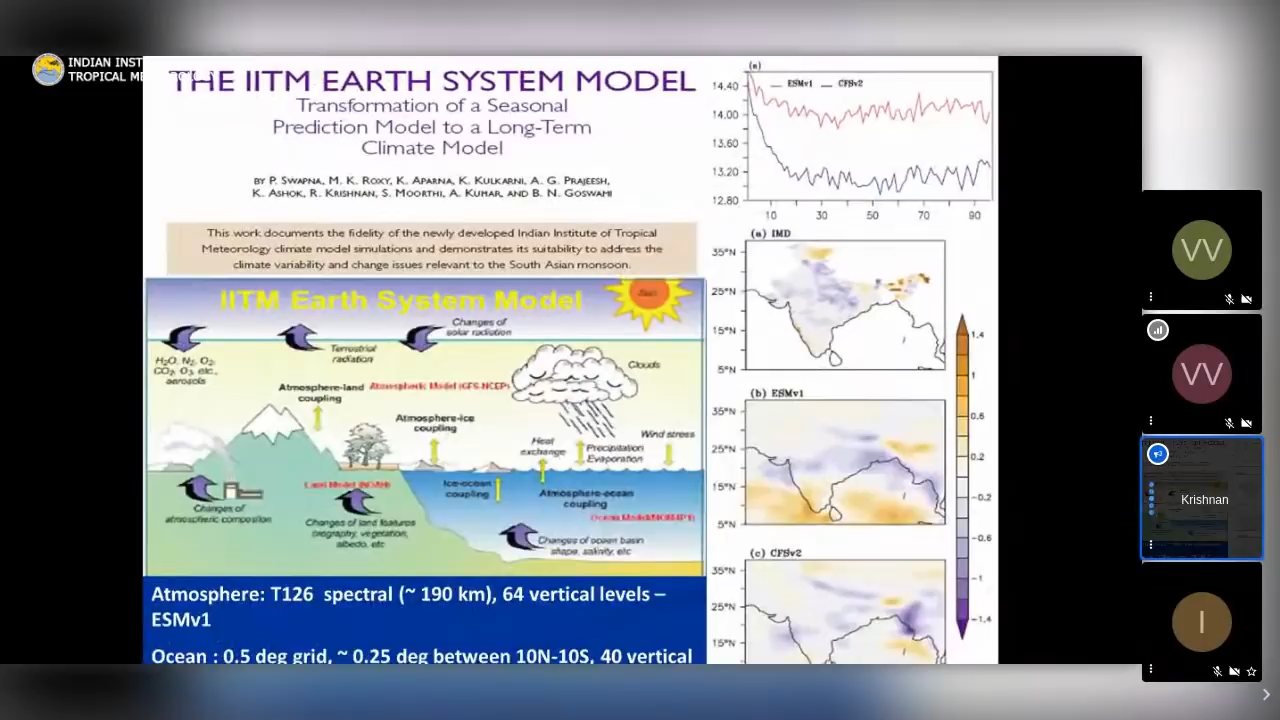 INDIAN INST
TROPICAL ME
THE IITM EARTH SYSTEM MODEL
Transformation of a Seasonal
Prediction Model to a Long-Term
Climate Model
BY P. SWAPNA, M. K. ROXY, K. APARNA, K. KULKARNI, A. G. PRAJEESH,
K. ASHOK, R. KRISHNAN, S. MOORTHI, A. KUMAR, AND B. N. GOSWAMI
This work documents the fidelity of the newly developed Indian Institute of Tropical
Meteorology climate model simulations and demonstrates its suitability to address the
climate variability and change issues relevant to the South Asian monsoon.
IITM Earth System Model
Sun
Changes of
solar radiation
Terrestrial
radiation
H₂O, N₂, O₂,
CO₂, O₃ etc.,
aerosols
Clouds
Atmosphere-land
coupling
Atmospheric Model (GFS-NCEP)
Atmosphere-ice
coupling
Heat
exchange
Precipitation
Evaporation
Wind stress
Land Model (NOAH)
Ice-ocean
coupling
Atmosphere-ocean
coupling
Changes of
atmospheric composition
Changes of land features
orography, vegetation,
albedo, etc
Changes of ocean basin
shape, salinity, etc
Atmosphere: T126 spectral (~ 190 km), 64 vertical levels –
ESMv1
Ocean : 0.5 deg grid, ~ 0.25 deg between 10N-10S, 40 vertical
(a)
ESMv1 CFSv2
14.40
14.00
13.60
13.20
12.80
10 30 50 70 90
(a) IMD
35°N
25°N
15°N
5°N
(b) ESMv1
35°N
25°N
15°N
5°N
(c) CFSv2
35°N
25°N
15°N
1.4
1
0.6
0.2
-0.2
-0.6
-1
-1.4
VV
VV
Krishnan
I